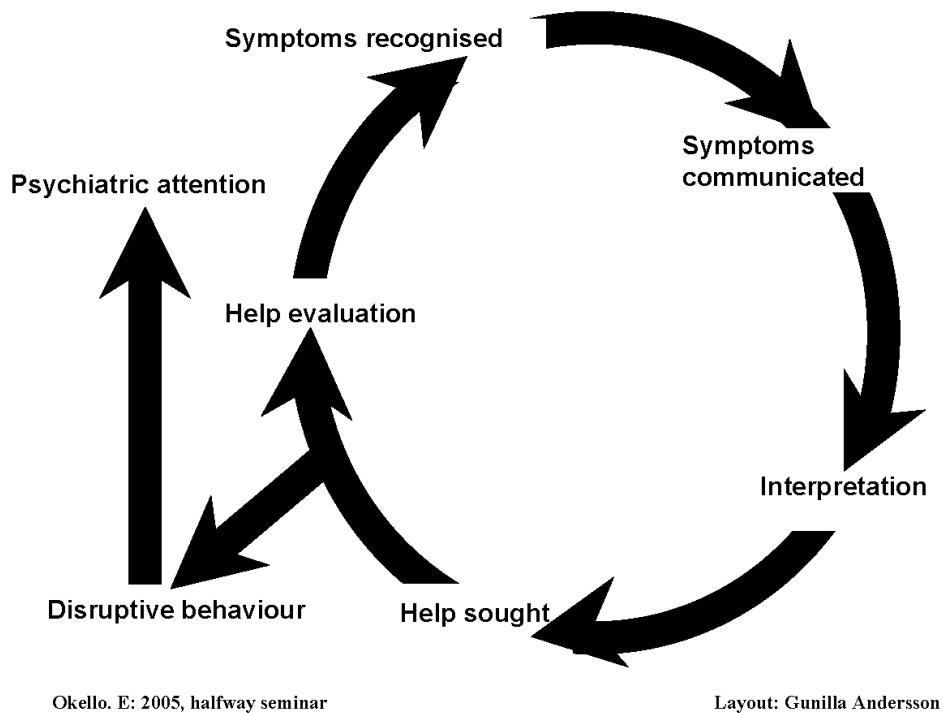 Symptoms recognised
Symptoms
communicated
Psychiatric attention
Help evaluation
Interpretation
Disruptive behaviour
Help sought
Okello. E: 2005, halfway seminar
Layout: Gunilla Andersson